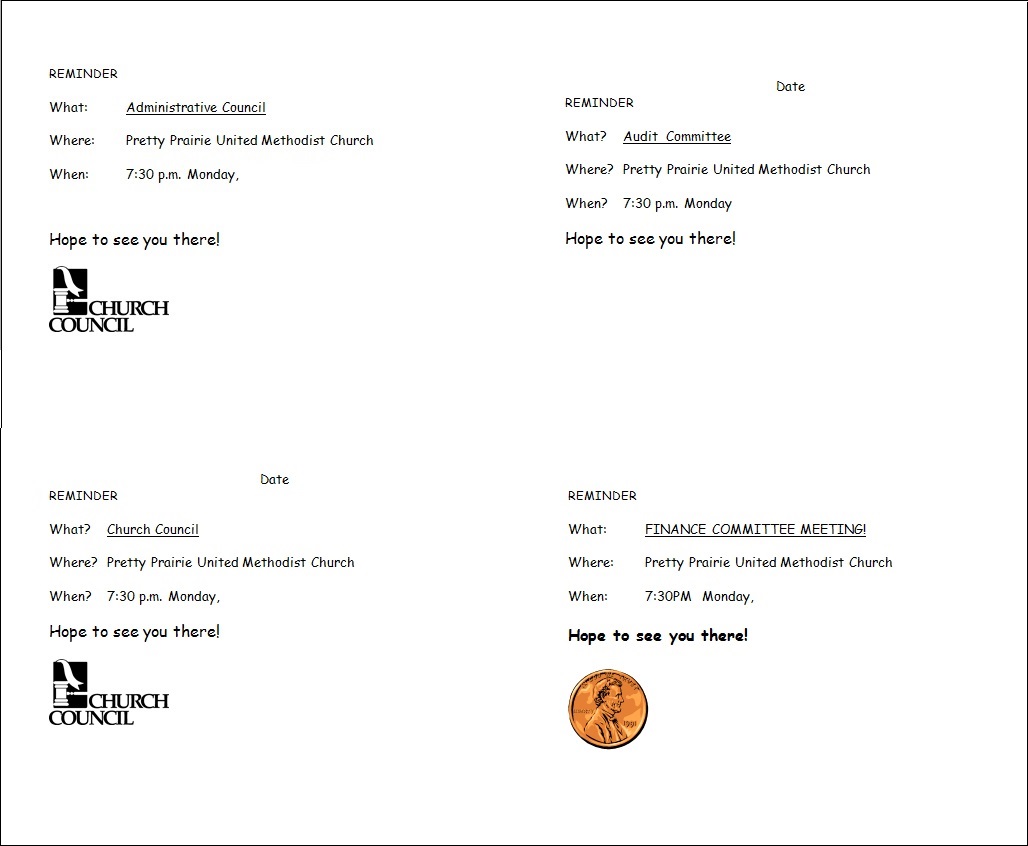 REMINDER
What: Administrative Council
Where: Pretty Prairie United Methodist Church
When: 7:30 p.m. Monday,
Hope to see you there!
CHURCH
COUNCIL
Date
REMINDER
What? Audit Committee
Where? Pretty Prairie United Methodist Church
When? 7:30 p.m. Monday
Hope to see you there!
Date
REMINDER
What? Church Council
Where? Pretty Prairie United Methodist Church
When? 7:30 p.m. Monday,
Hope to see you there!
CHURCH
COUNCIL
REMINDER
What: FINANCE COMMITTEE MEETING!
Where: Pretty Prairie United Methodist Church
When: 7:30PM Monday,
Hope to see you there!
1991